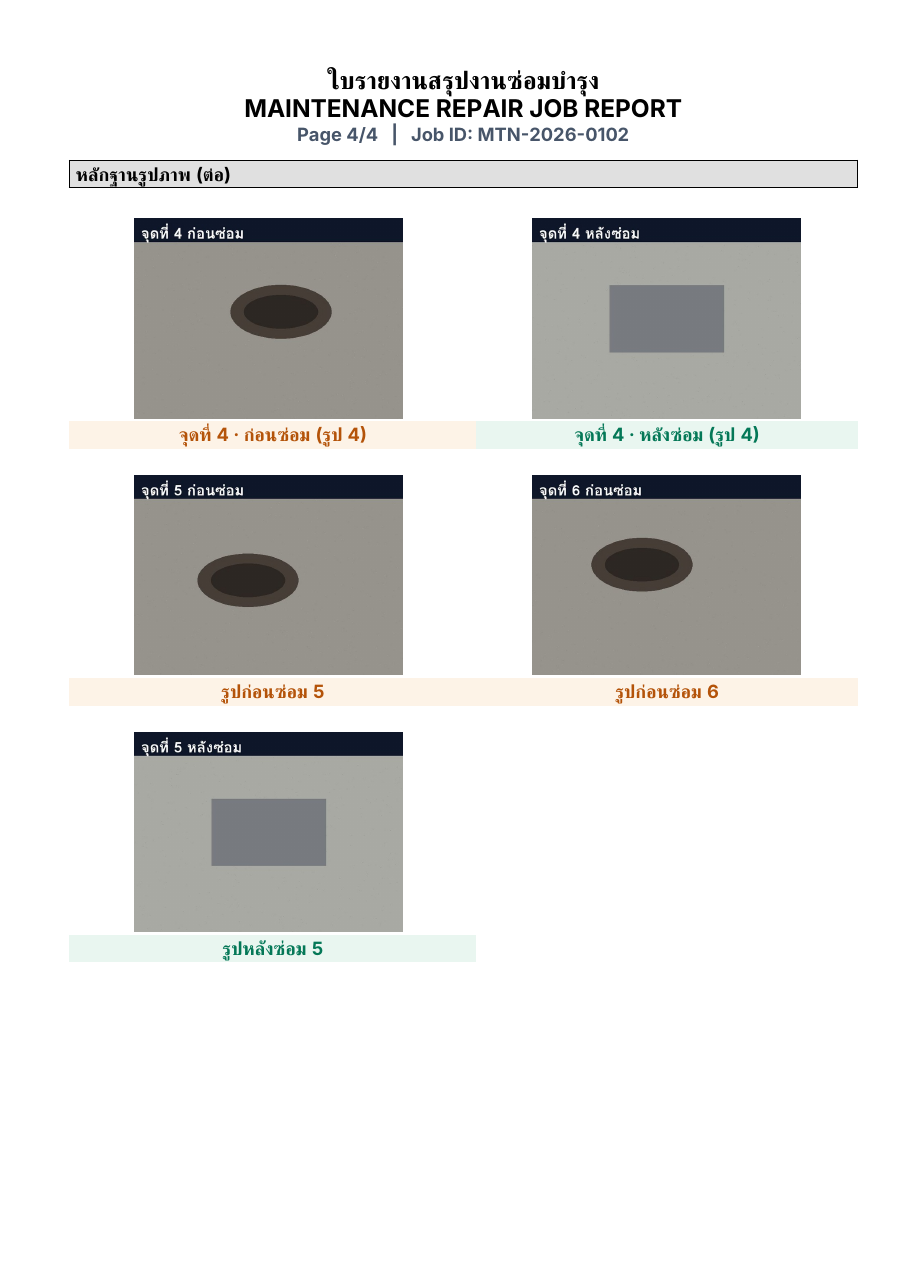 ใบรายงานสรุปงานซ่อมบำรุง
MAINTENANCE REPAIR JOB REPORT
Page 4/4 | Job ID: MTN-2026-0102
หลักฐานรูปภาพ (ต่อ)
จุดที่ 4 ก่อนซ่อม
จุดที่ 4 หลังซ่อม
จุดที่ 4 · ก่อนซ่อม (รูป 4)
จุดที่ 4 · หลังซ่อม (รูป 4)
จุดที่ 5 ก่อนซ่อม
จุดที่ 6 ก่อนซ่อม
รูปก่อนซ่อม 5
รูปก่อนซ่อม 6
จุดที่ 5 หลังซ่อม
รูปหลังซ่อม 5